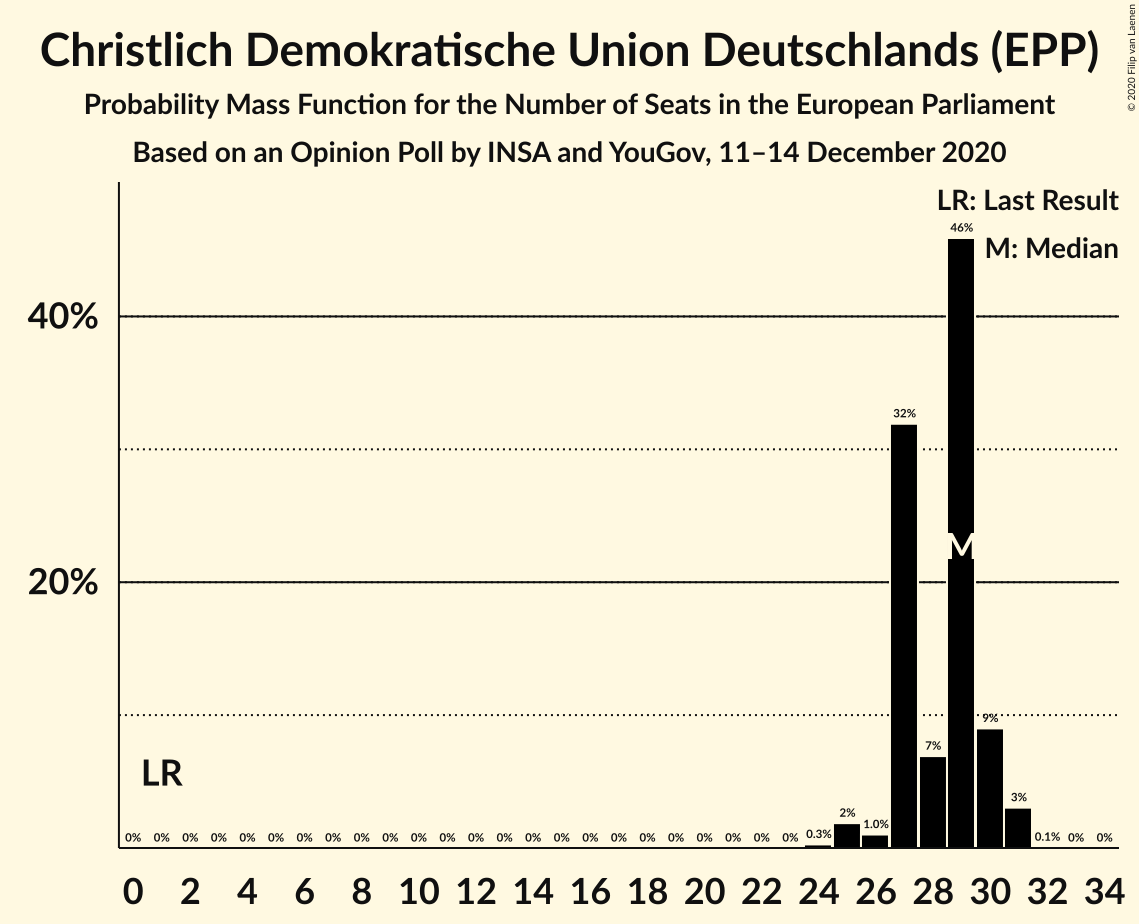 Christlich Demokratische Union Deutschlands (EPP)
Probability Mass Function for the Number of Seats in the European Parliament
Based on an Opinion Poll by INSA and YouGov, 11–14 December 2020
© 2020 Filip van Laenen
LR: Last Result
M: Median
46%
40%
32%
M
20%
9%
7%
LR
3%
2%
1.0%
0% 0% 0% 0% 0% 0% 0% 0% 0% 0% 0% 0% 0% 0% 0% 0% 0% 0% 0% 0% 0% 0% 0% 0% 0.3% 0.1% 0% 0%
0 2 4 6 8 10 12 14 16 18 20 22 24 26 28 30 32 34